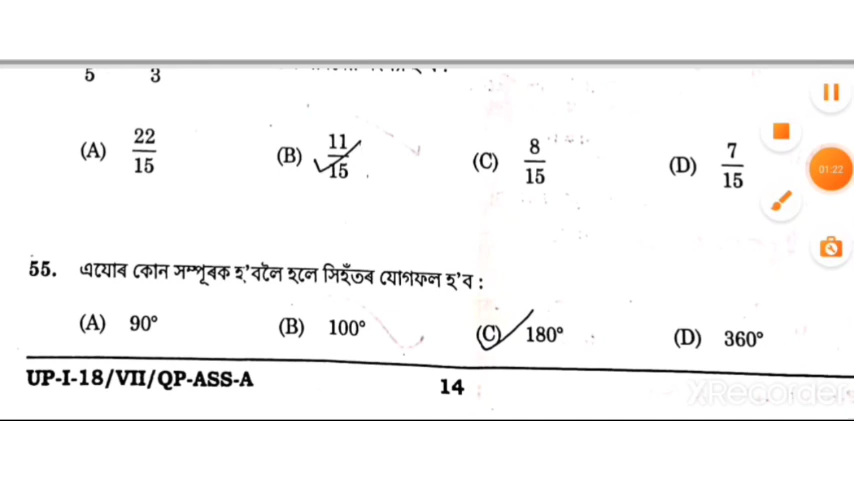 5 3
(A) 22/15 (B) 11/15 (C) 8/15 (D) 7/15
01:22
55. এযোৰ কোন সম্পূৰক হ'বলৈ হলে সিহঁতৰ যোগফল হ'ব :
(A) 90° (B) 100° (C) 180° (D) 360°
UP-I-18/VII/QP-ASS-A 14
XRecorder